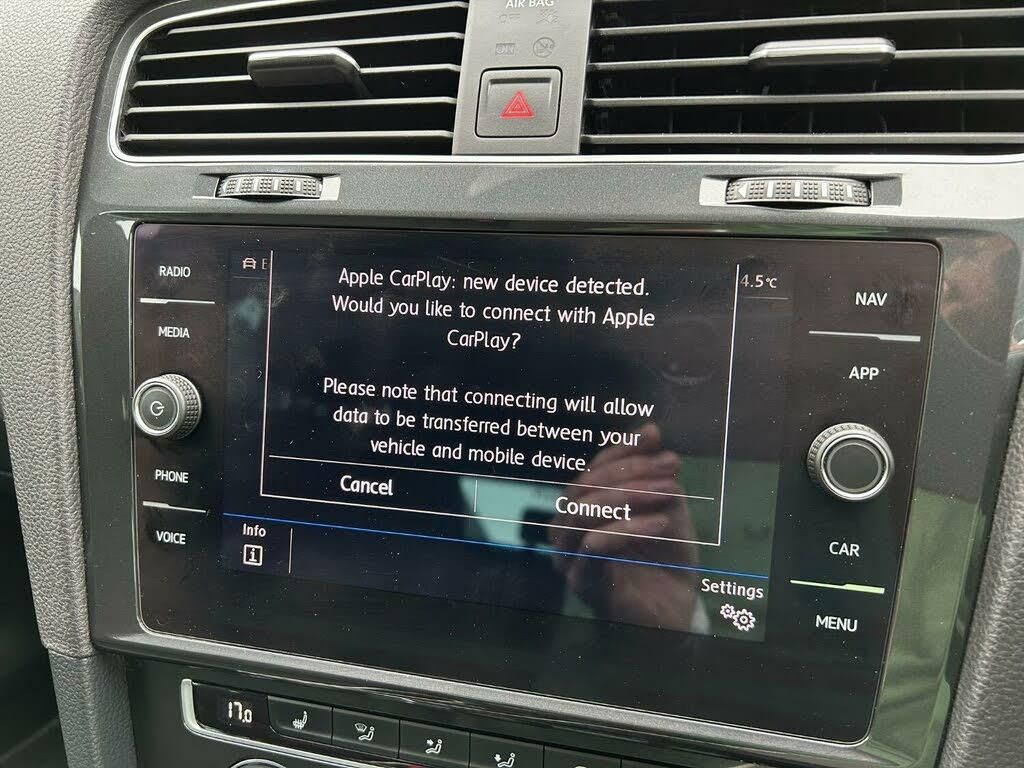 AIR BAG
ON
RADIO
MEDIA
PHONE
VOICE
E
4.5°C
Apple CarPlay: new device detected.
Would you like to connect with Apple
CarPlay?
Please note that connecting will allow
data to be transferred between your
vehicle and mobile device.
Cancel
Connect
Info
Settings
NAV
APP
CAR
MENU
17.0